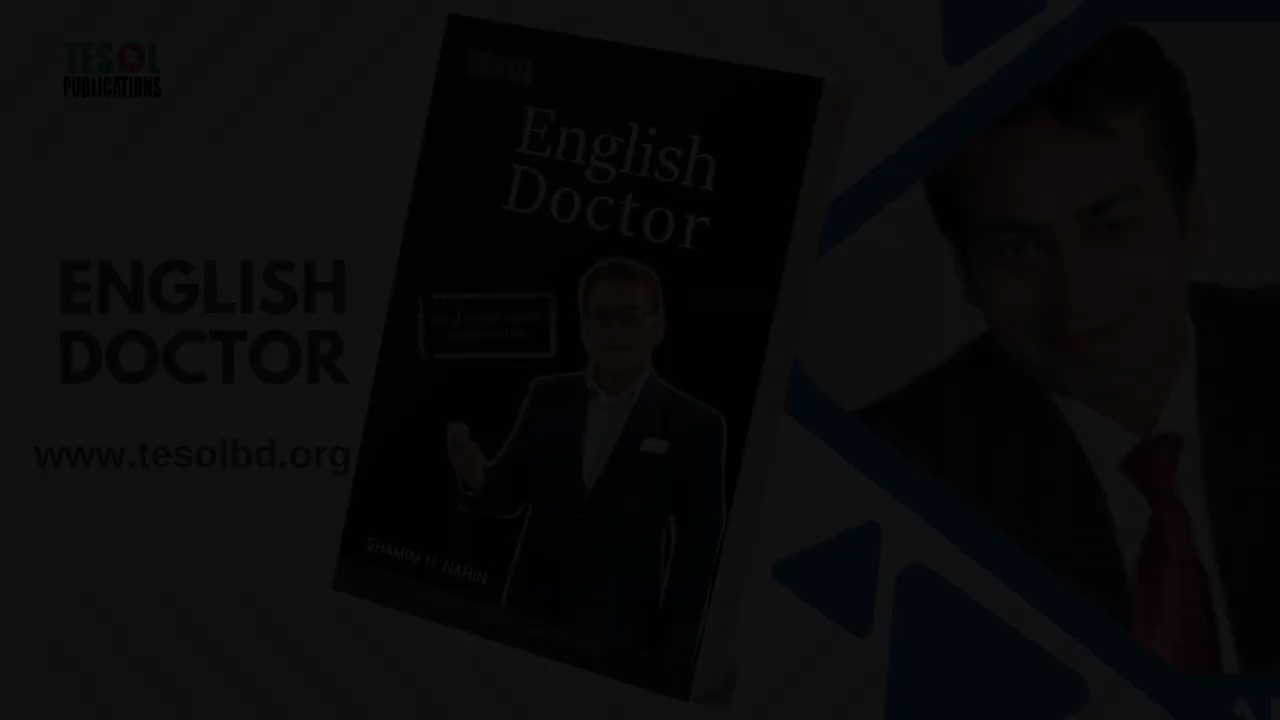 TESOL
PUBLICATIONS
English
Doctor
ENGLISH
DOCTOR
www.tesolbd.org
SHAMIM H. NAHIN